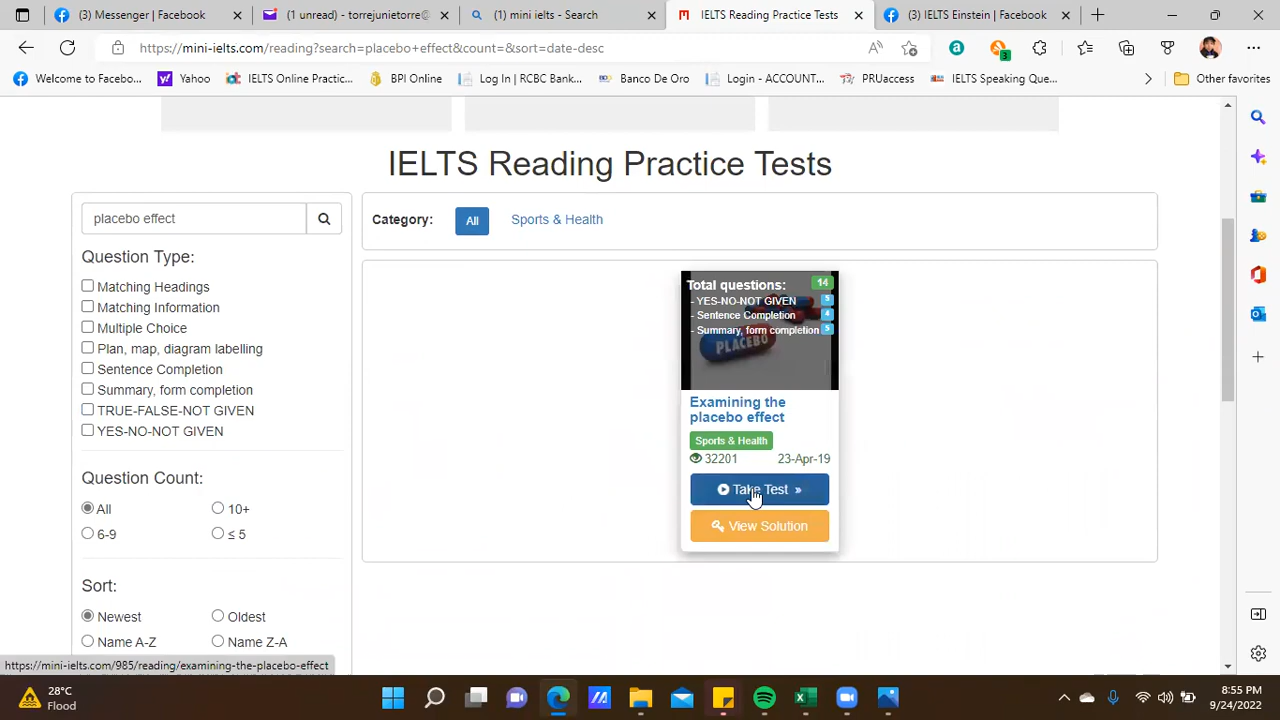 (3) Messenger | Facebook
(1 unread) - torrejunietorre@
(1) mini ielts - Search
IELTS Reading Practice Tests
(3) IELTS Einstein | Facebook
https://mini-ielts.com/reading?search=placebo+effect&count=&sort=date-desc
3
Welcome to Facebo...
Yahoo
IELTS Online Practic...
BPI Online
Log In | RCBC Bank...
Banco De Oro
Login - ACCOUNT...
PRUaccess
IELTS Speaking Que...
Other favorites
IELTS Reading Practice Tests
placebo effect
Category:
All
Sports & Health
Question Type:
Matching Headings
Matching Information
Multiple Choice
Plan, map, diagram labelling
Sentence Completion
Summary, form completion
TRUE-FALSE-NOT GIVEN
YES-NO-NOT GIVEN
Question Count:
All
10+
6-9
≤ 5
Sort:
Newest
Oldest
Name A-Z
Name Z-A
Total questions: 14
- YES-NO-NOT GIVEN 5
- Sentence Completion 4
- Summary, form completion 5
PLACEBO
Examining the
placebo effect
Sports & Health
32201 23-Apr-19
Take Test »
View Solution
https://mini-ielts.com/985/reading/examining-the-placebo-effect
28°C
Flood
8:55 PM
9/24/2022